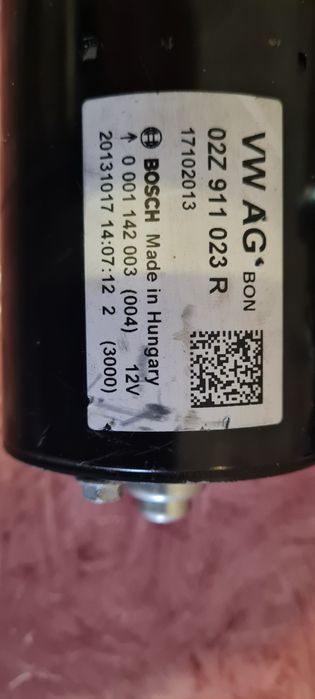 VW AG BON
02Z 911 023 R
17102013
BOSCH Made in Hungary
↑ 0 001 142 003 (004) 12V
20131017 14:07:12 2 (3000)